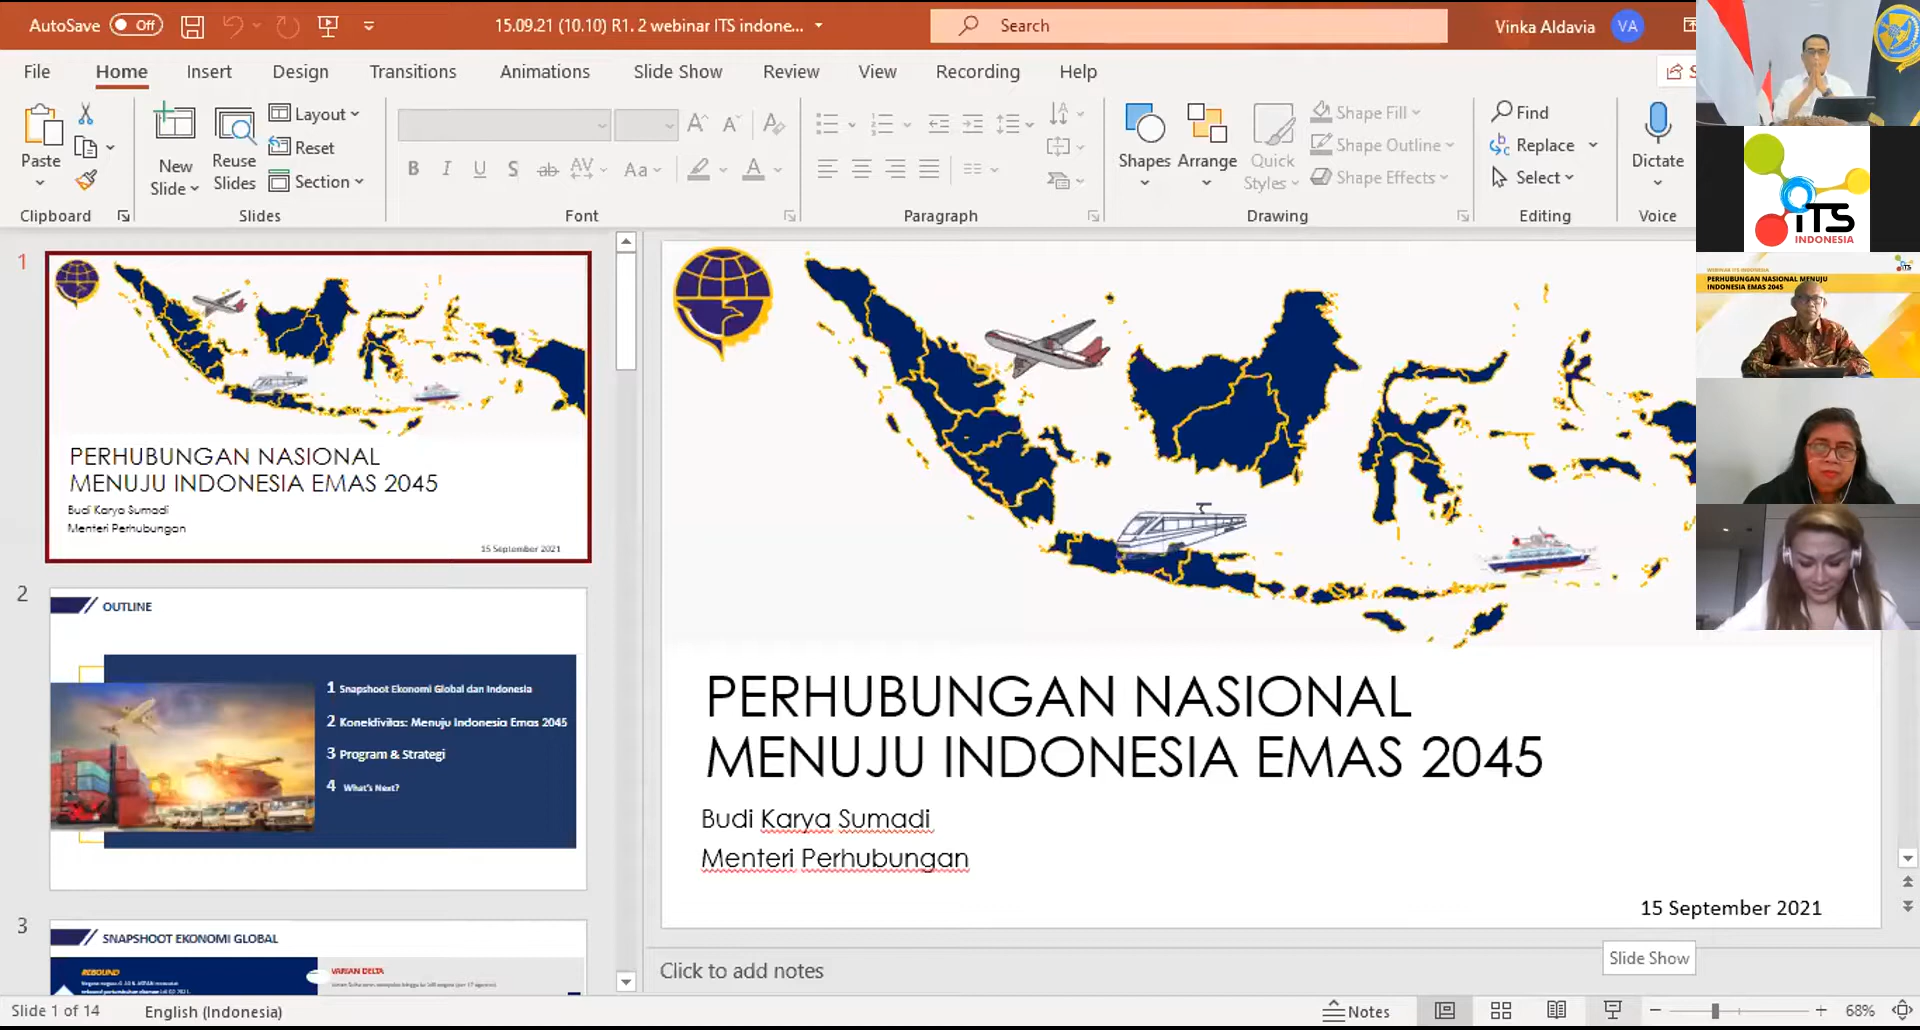 AutoSave
Off
15.09.21 (10.10) R1. 2 webinar ITS indone...
Search
Vinka Aldavia
VA
File
Home
Insert
Design
Transitions
Animations
Slide Show
Review
View
Recording
Help
S
Paste
New
Slide
Reuse
Slides
Layout
Reset
Section
B
I
U
S
ab
AV
Aa
A
Shapes
Arrange
Quick
Styles
Shape Fill
Shape Outline
Shape Effects
Find
Replace
Select
Dictate
Clipboard
Slides
Font
Paragraph
Drawing
Editing
Voice
iTS
INDONESIA
WEBINAR ITS INDONESIA
PERHUBUNGAN NASIONAL MENUJU
INDONESIA EMAS 2045
1
PERHUBUNGAN NASIONAL
MENUJU INDONESIA EMAS 2045
Budi Karya Sumadi
Menteri Perhubungan
15 September 2021
2
OUTLINE
1 Snapshoot Ekonomi Global dan Indonesia
2 Konektivitas: Menuju Indonesia Emas 2045
3 Program & Strategi
4 What's Next?
3
SNAPSHOOT EKONOMI GLOBAL
REBOUND
VARIAN DELTA
PERHUBUNGAN NASIONAL
MENUJU INDONESIA EMAS 2045
Budi Karya Sumadi
Menteri Perhubungan
15 September 2021
Click to add notes
Slide Show
Slide 1 of 14
English (Indonesia)
Notes
68%